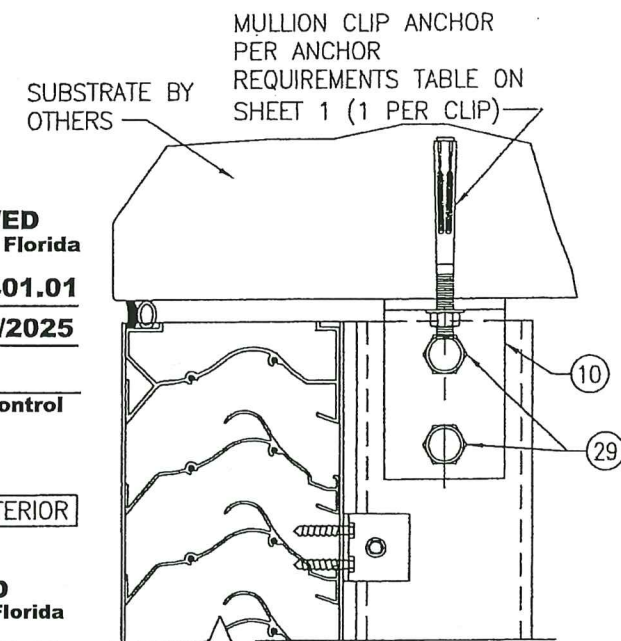 MULLION CLIP ANCHOR
PER ANCHOR
REQUIREMENTS TABLE ON
SHEET 1 (1 PER CLIP)
SUBSTRATE BY
OTHERS
ED
Florida
01.01
/2025
ontrol
10
29
TERIOR
D
Florida